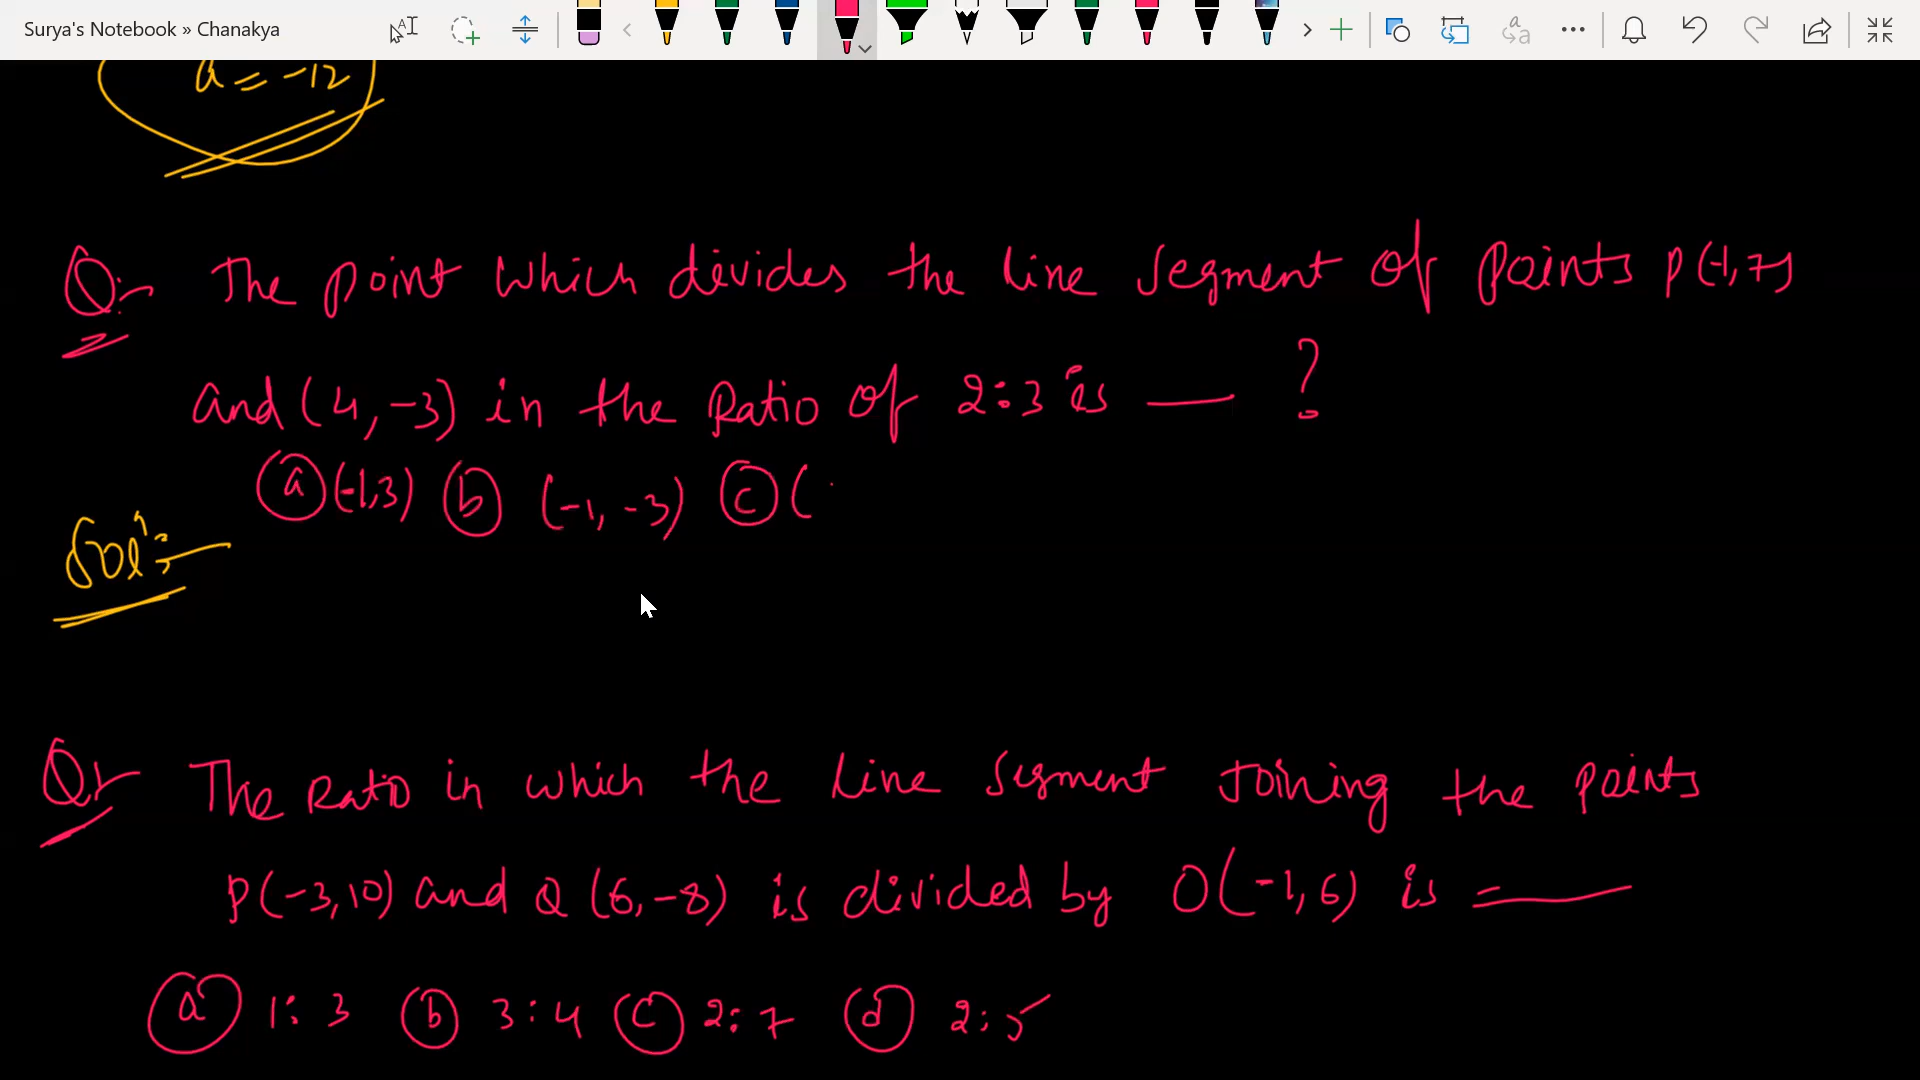 Surya's Notebook » Chanakya
a = -12
Q:- The point which divides the line segment of points P(-1,7)
and (4,-3) in the Ratio of 2:3 is — ?
(a) (-1,3) (b) (-1, -3) (c) (
Sol:-
Q:- The Ratio in which the line segment Joining the points
P(-3,10) and Q (6,-8) is divided by O(-1,6) is —
(a) 1:3 (b) 3:4 (c) 2:7 (d) 2:5